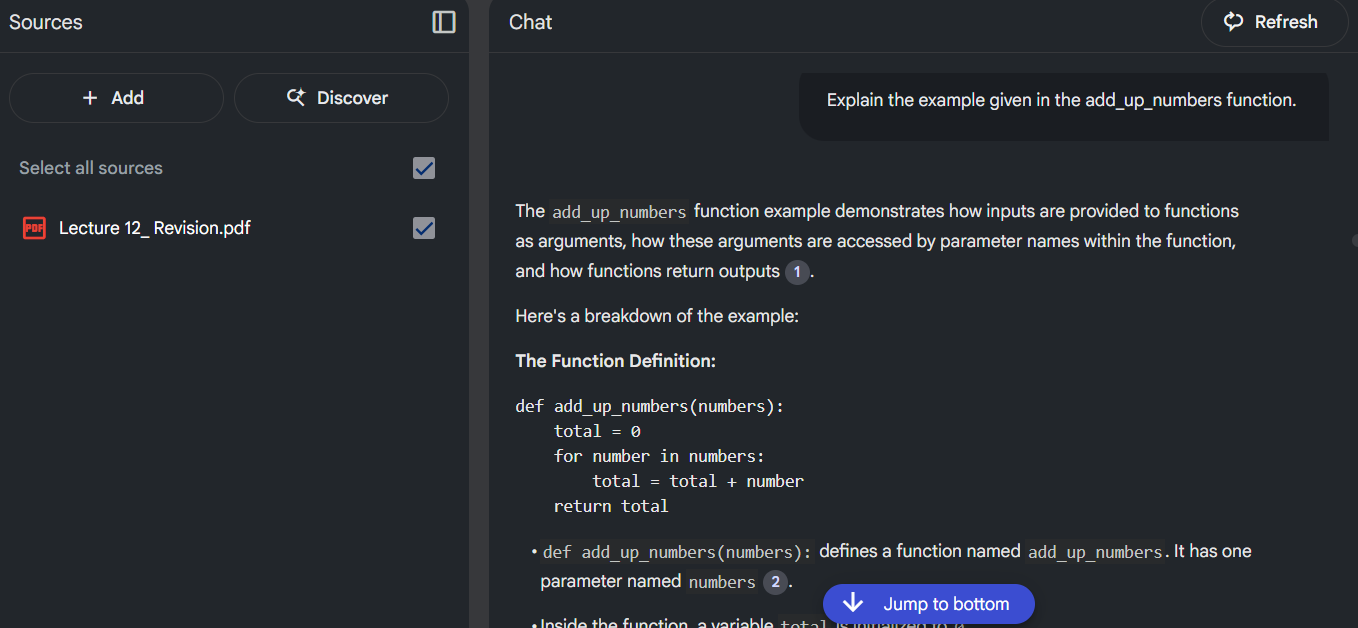 Sources
Chat
Refresh
+ Add
Discover
Select all sources
PDF
Lecture 12_ Revision.pdf
Explain the example given in the add_up_numbers function.
The add_up_numbers function example demonstrates how inputs are provided to functions
as arguments, how these arguments are accessed by parameter names within the function,
and how functions return outputs 1.
Here's a breakdown of the example:
The Function Definition:
def add_up_numbers(numbers):
    total = 0
    for number in numbers:
        total = total + number
    return total
• def add_up_numbers(numbers): defines a function named add_up_numbers. It has one
parameter named numbers 2.
Jump to bottom
• Inside the function, a variable total is initialized to 0